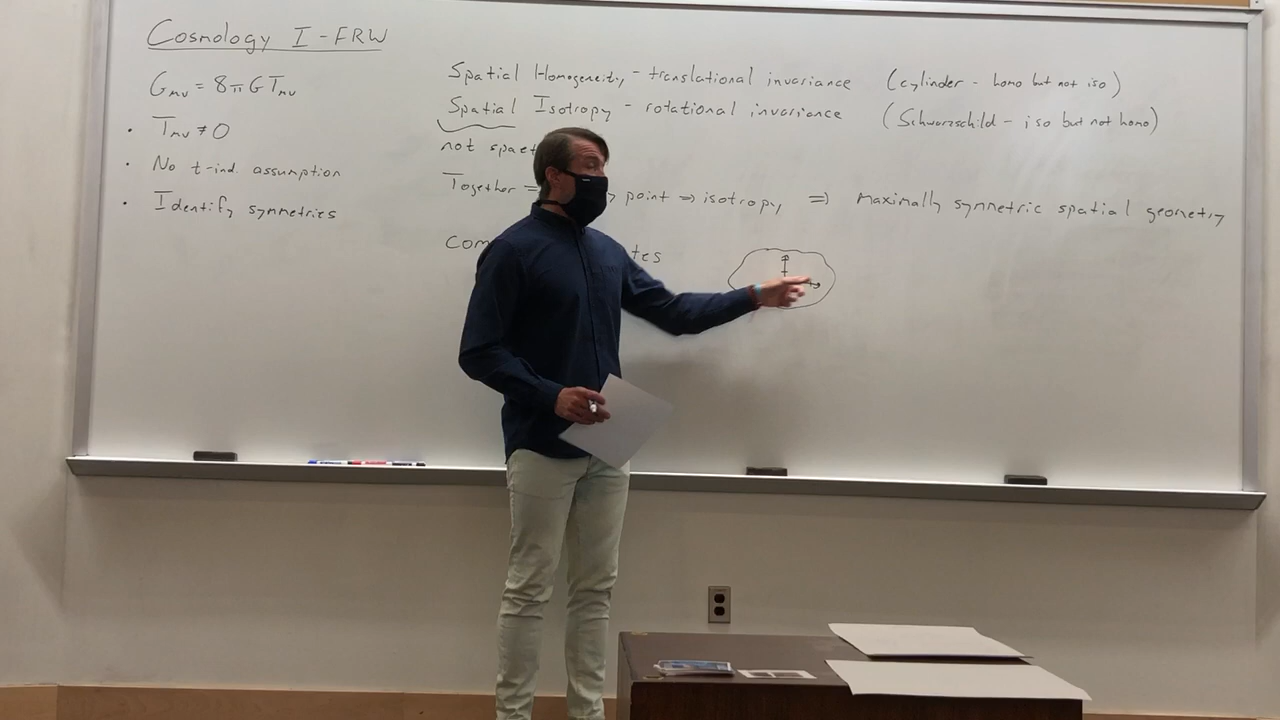 Cosmology I - FRW
Gμν = 8πGTμν
· Tμν ≠ 0
· No t-ind. assumption
· Identify symmetries
Spatial Homogeneity - translational invariance (cylinder - homo but not iso)
Spatial Isotropy - rotational invariance (Schwarzschild - iso but not homo)
not
Together point ⇒ isotropy ⇒ maximally symmetric spatial geometry